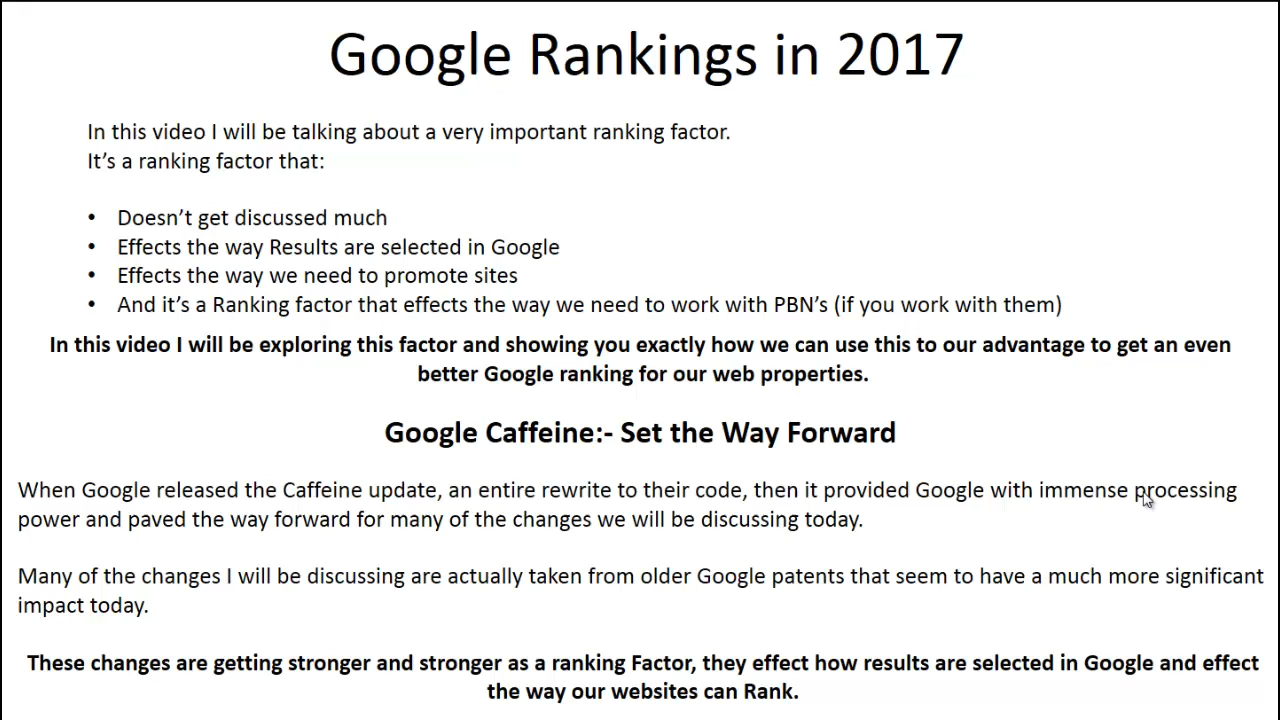 Google Rankings in 2017
In this video I will be talking about a very important ranking factor.
It's a ranking factor that:
• Doesn't get discussed much
• Effects the way Results are selected in Google
• Effects the way we need to promote sites
• And it's a Ranking factor that effects the way we need to work with PBN's (if you work with them)
In this video I will be exploring this factor and showing you exactly how we can use this to our advantage to get an even
better Google ranking for our web properties.
Google Caffeine:- Set the Way Forward
When Google released the Caffeine update, an entire rewrite to their code, then it provided Google with immense processing
power and paved the way forward for many of the changes we will be discussing today.
Many of the changes I will be discussing are actually taken from older Google patents that seem to have a much more significant
impact today.
These changes are getting stronger and stronger as a ranking Factor, they effect how results are selected in Google and effect
the way our websites can Rank.